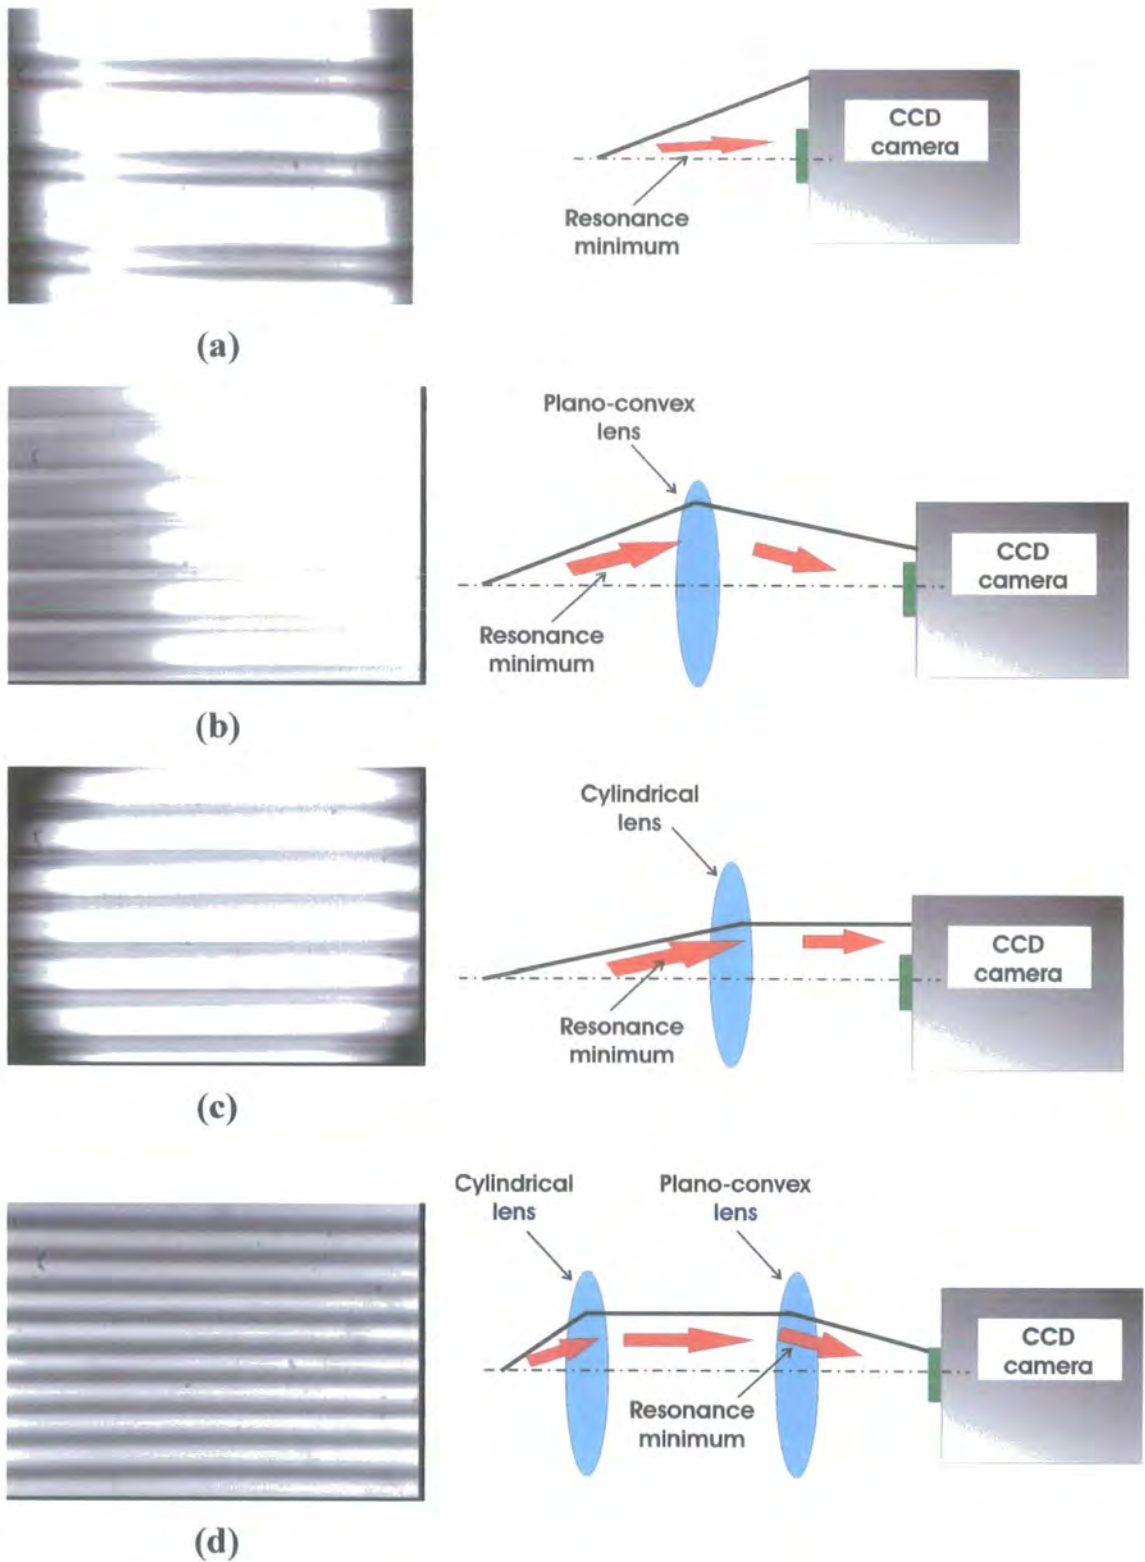 CCD
camera
Resonance
minimum
(a)
Plano-convex
lens
CCD
camera
Resonance
minimum
(b)
Cylindrical
lens
CCD
camera
Resonance
minimum
(c)
Cylindrical
lens
Plano-convex
lens
CCD
camera
Resonance
minimum
(d)